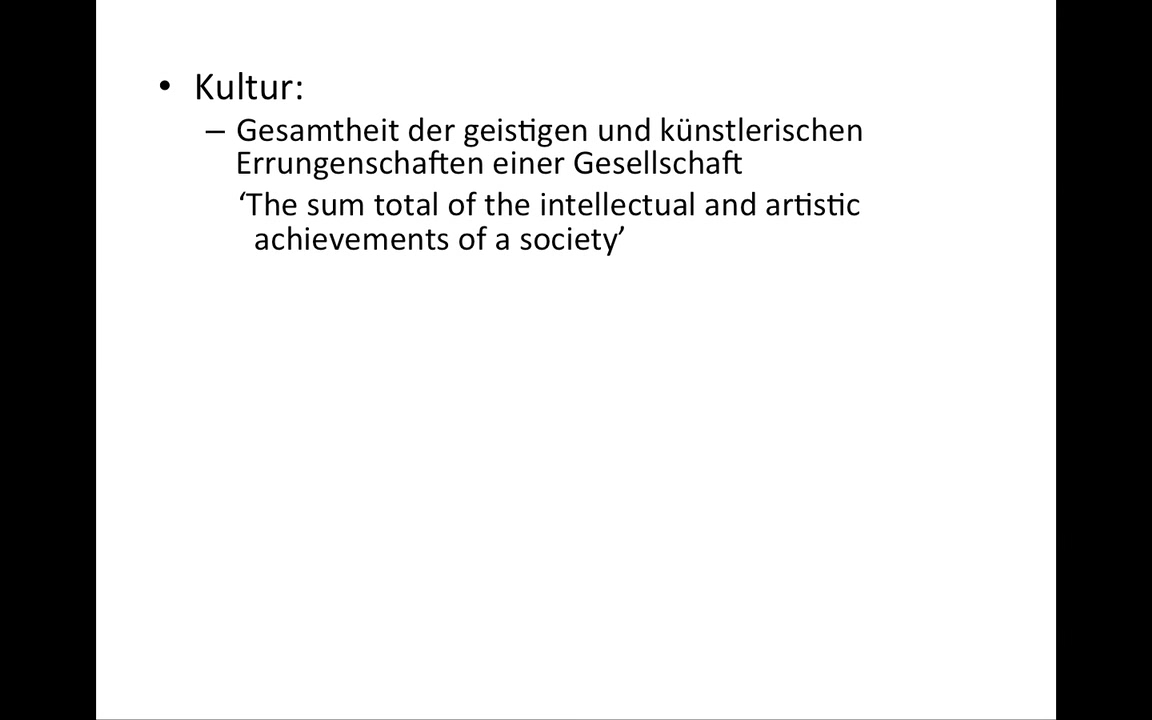 • Kultur:
– Gesamtheit der geistigen und künstlerischen
Errungenschaften einer Gesellschaft
‘The sum total of the intellectual and artistic
achievements of a society’